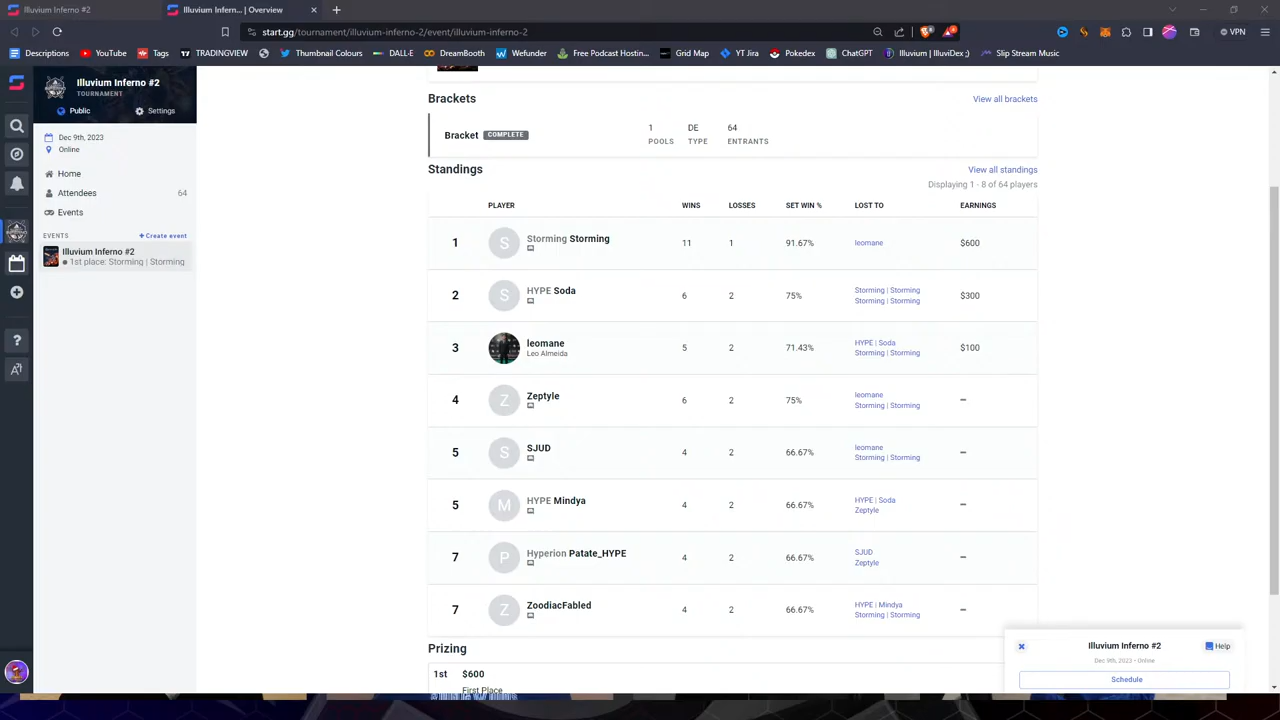 Illuvium Inferno #2
Illuvium Inferno #2 | Overview
start.gg/tournament/illuvium-inferno-2/event/illuvium-inferno-2
VPN
Descriptions
YouTube
Tags
TRADINGVIEW
Thumbnail Colours
DALL-E
DreamBooth
Wefunder
Free Podcast Hostin...
Grid Map
YT Jira
Pokedex
ChatGPT
Illuvium | IlluviDex ;)
Slip Stream Music
Illuvium Inferno #2
TOURNAMENT
Public
Settings
Dec 9th, 2023
Online
Home
Attendees 64
Events
EVENTS + Create event
Illuvium Inferno #2
1st place: Storming | Storming
Brackets View all brackets
Bracket COMPLETE 1 DE 64
POOLS TYPE ENTRANTS
Standings View all standings
Displaying 1 - 8 of 64 players
PLAYER WINS LOSSES SET WIN % LOST TO EARNINGS
1 S Storming Storming 11 1 91.67% leomane $600
2 S HYPE Soda 6 2 75% Storming | Storming $300
Storming | Storming
3 leomane 5 2 71.43% HYPE | Soda $100
Leo Almeida Storming | Storming
4 Z Zeptyle 6 2 75% leomane –
Storming | Storming
5 S SJUD 4 2 66.67% leomane –
Storming | Storming
5 M HYPE Mindya 4 2 66.67% HYPE | Soda –
Zeptyle
7 P Hyperion Patate_HYPE 4 2 66.67% SJUD –
Zeptyle
7 Z ZoodiacFabled 4 2 66.67% HYPE | Mindya –
Storming | Storming
Prizing
1st $600
First Place
Illuvium Inferno #2
Help
Dec 9th, 2023 • Online
Schedule